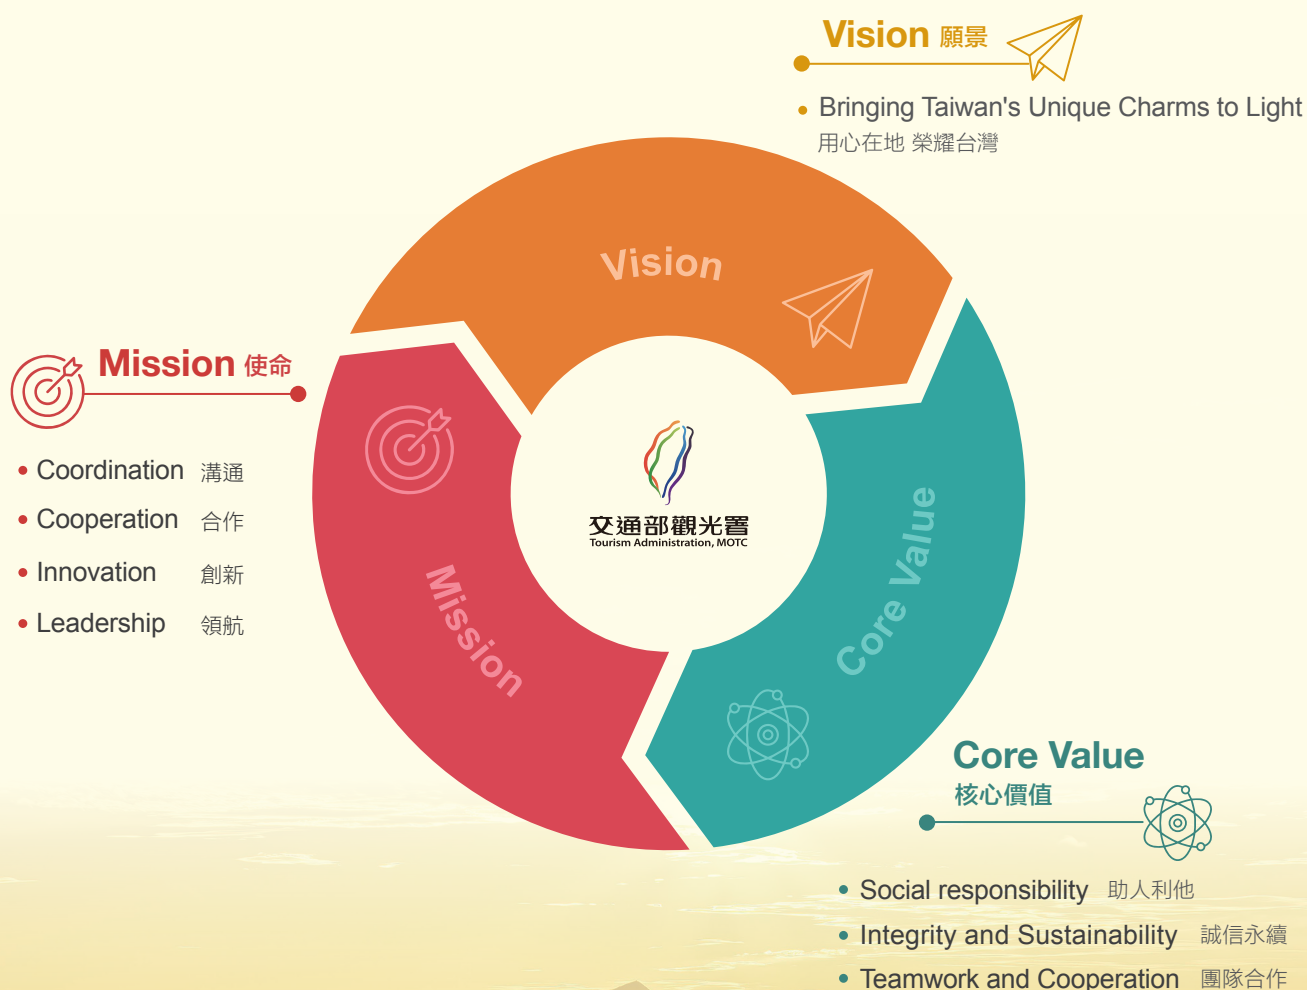 Vision 願景
Bringing Taiwan's Unique Charms to Light
用心在地 榮耀台灣
Vision
Mission 使命
Coordination 溝通
Cooperation 合作
Innovation 創新
Leadership 領航
交通部觀光署
Tourism Administration, MOTC
Mission
Core Value
Core Value
核心價值
Social responsibility 助人利他
Integrity and Sustainability 誠信永續
Teamwork and Cooperation 團隊合作